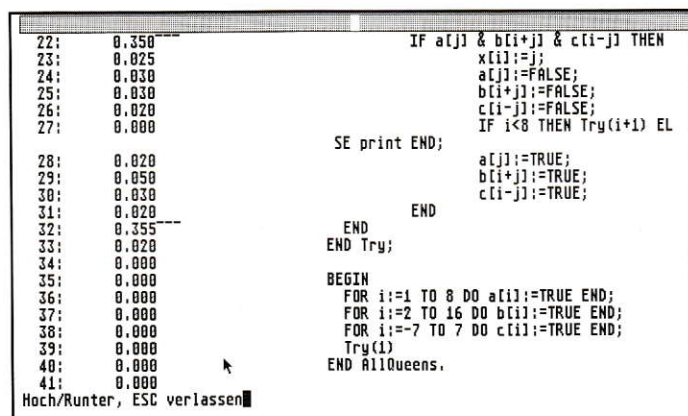 22: 0.350--- IF a[j] & b[i+j] & c[i-j] THEN
23: 0.025 x[i]:=j;
24: 0.030 a[j]:=FALSE;
25: 0.030 b[i+j]:=FALSE;
26: 0.020 c[i-j]:=FALSE;
27: 0.000 IF i<8 THEN Try(i+1) EL
SE print END;
28: 0.020 a[j]:=TRUE;
29: 0.050 b[i+j]:=TRUE;
30: 0.030 c[i-j]:=TRUE;
31: 0.020 END
32: 0.355--- END
33: 0.020 END Try;
34: 0.000
35: 0.000 BEGIN
36: 0.000 FOR i:=1 TO 8 DO a[i]:=TRUE END;
37: 0.000 FOR i:=2 TO 16 DO b[i]:=TRUE END;
38: 0.000 FOR i:=-7 TO 7 DO c[i]:=TRUE END;
39: 0.000 Try(1)
40: 0.000 END AllQueens.
41: 0.000
Hoch/Runter, ESC verlassen